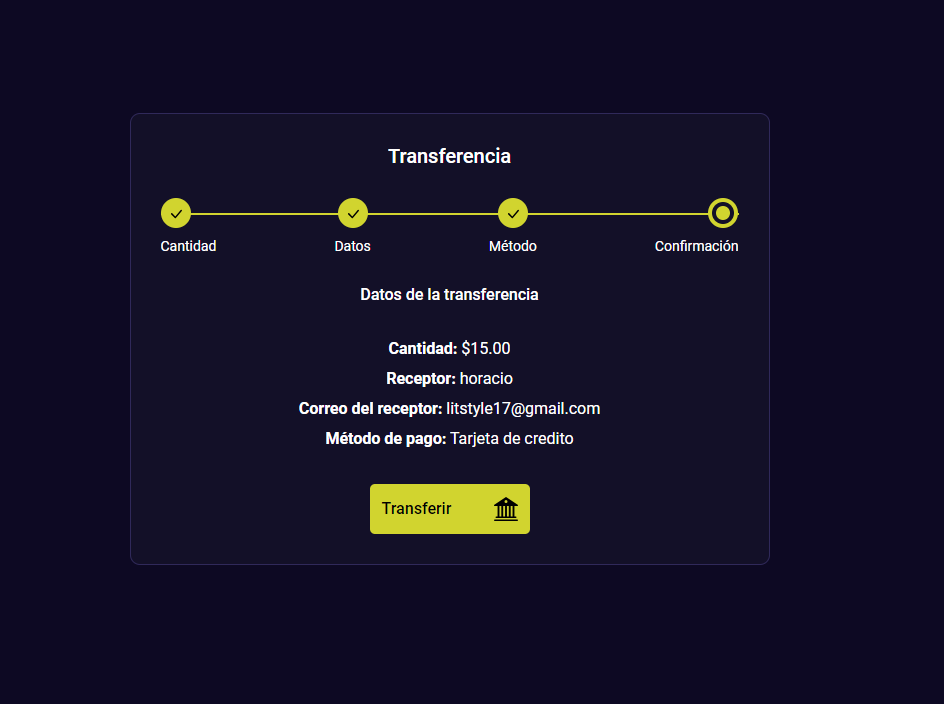 Transferencia
Cantidad Datos Método Confirmación
Datos de la transferencia
Cantidad: $15.00
Receptor: horacio
Correo del receptor: litstyle17@gmail.com
Método de pago: Tarjeta de credito
Transferir